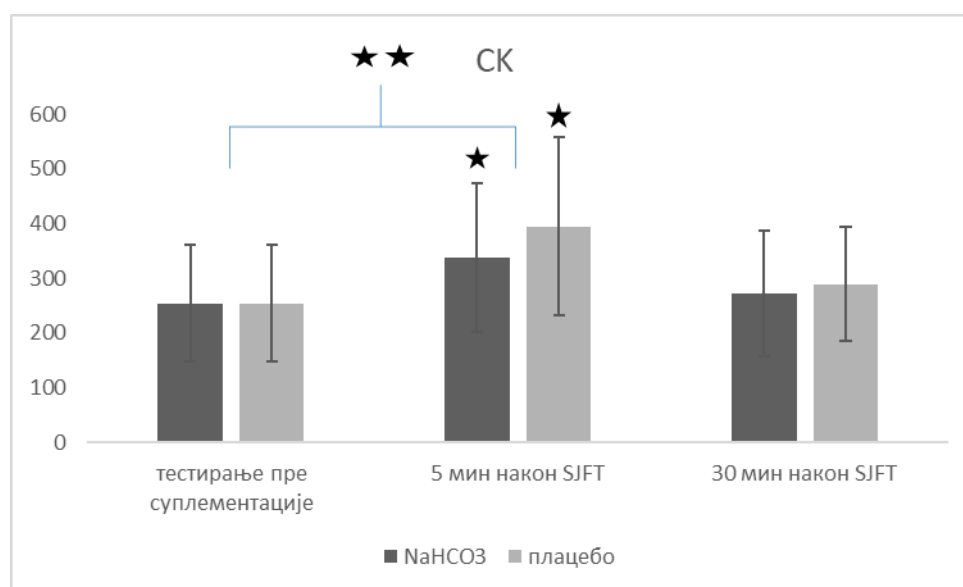 ★★ CK
600
500
400
300
200
100
0
тестирање пре
суплементације
5 мин након SJFT
30 мин након SJFT
NaHCO3
плацебо